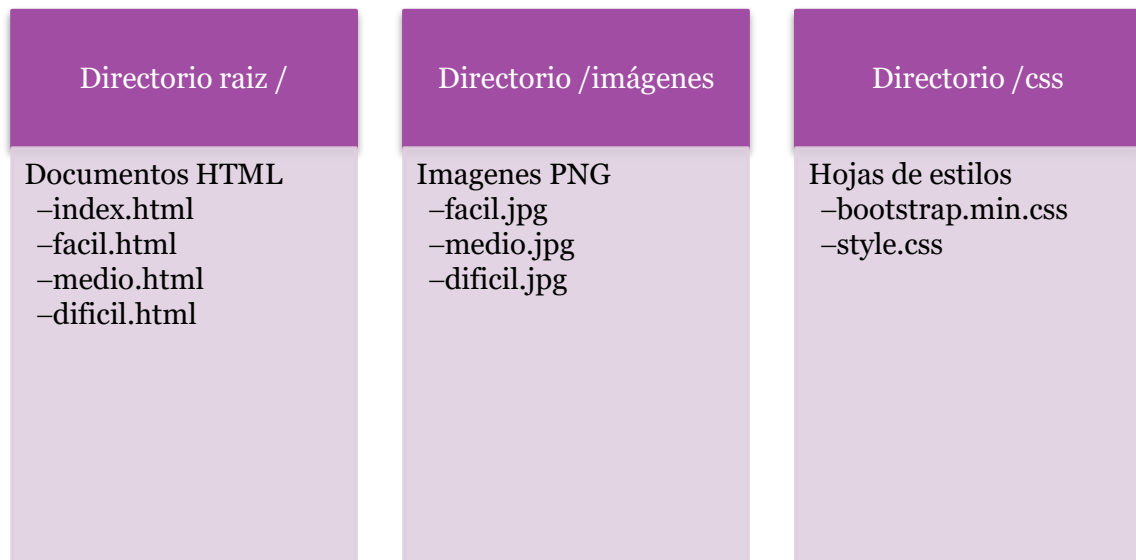 Directorio raiz /
Documentos HTML
–index.html
–facil.html
–medio.html
–dificil.html
Directorio /imágenes
Imagenes PNG
–facil.jpg
–medio.jpg
–dificil.jpg
Directorio /css
Hojas de estilos
–bootstrap.min.css
–style.css